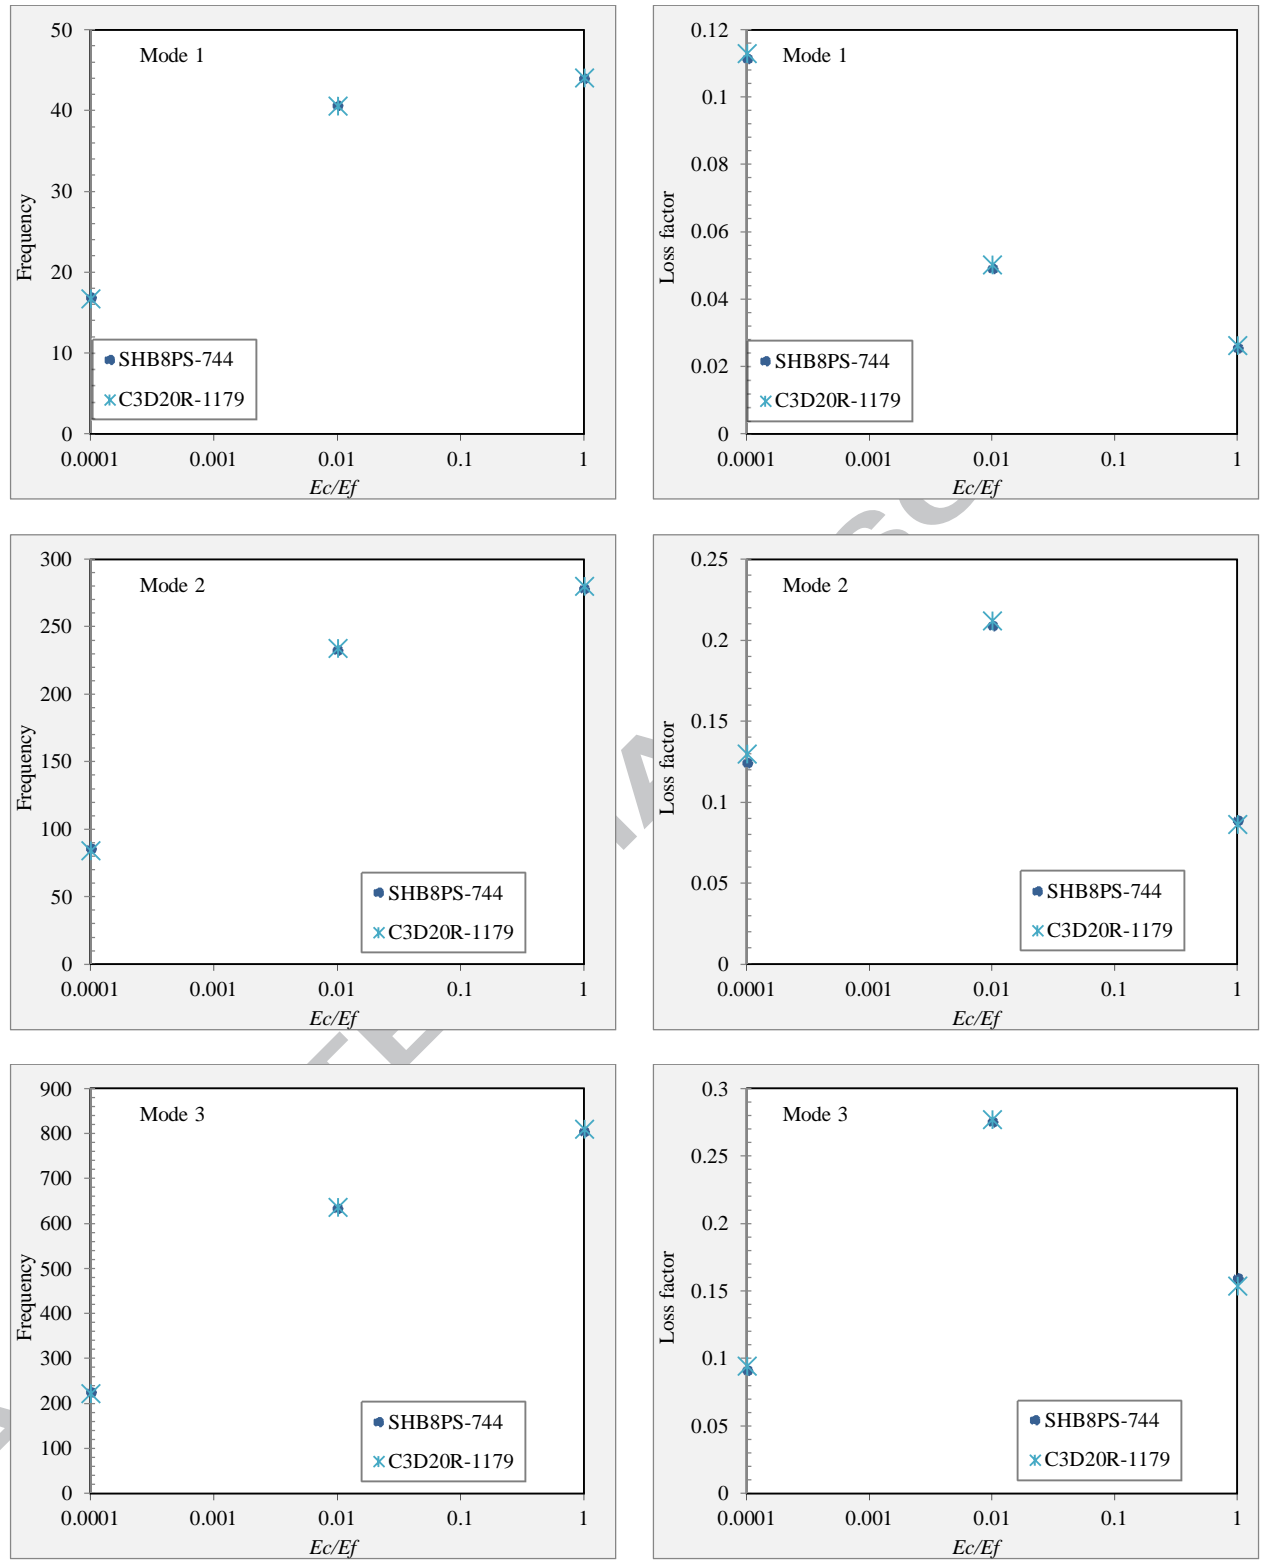 50
40
30
20
10
0
Frequency
Mode 1
SHB8PS-744
C3D20R-1179
0.0001 0.001 0.01 0.1 1
Ec/Ef
0.12
0.1
0.08
0.06
0.04
0.02
0
Loss factor
Mode 1
SHB8PS-744
C3D20R-1179
0.0001 0.001 0.01 0.1 1
Ec/Ef
300
250
200
150
100
50
0
Frequency
Mode 2
SHB8PS-744
C3D20R-1179
0.0001 0.001 0.01 0.1 1
Ec/Ef
0.25
0.2
0.15
0.1
0.05
0
Loss factor
Mode 2
SHB8PS-744
C3D20R-1179
0.0001 0.001 0.01 0.1 1
Ec/Ef
900
800
700
600
500
400
300
200
100
0
Frequency
Mode 3
SHB8PS-744
C3D20R-1179
0.0001 0.001 0.01 0.1 1
Ec/Ef
0.3
0.25
0.2
0.15
0.1
0.05
0
Loss factor
Mode 3
SHB8PS-744
C3D20R-1179
0.0001 0.001 0.01 0.1 1
Ec/Ef